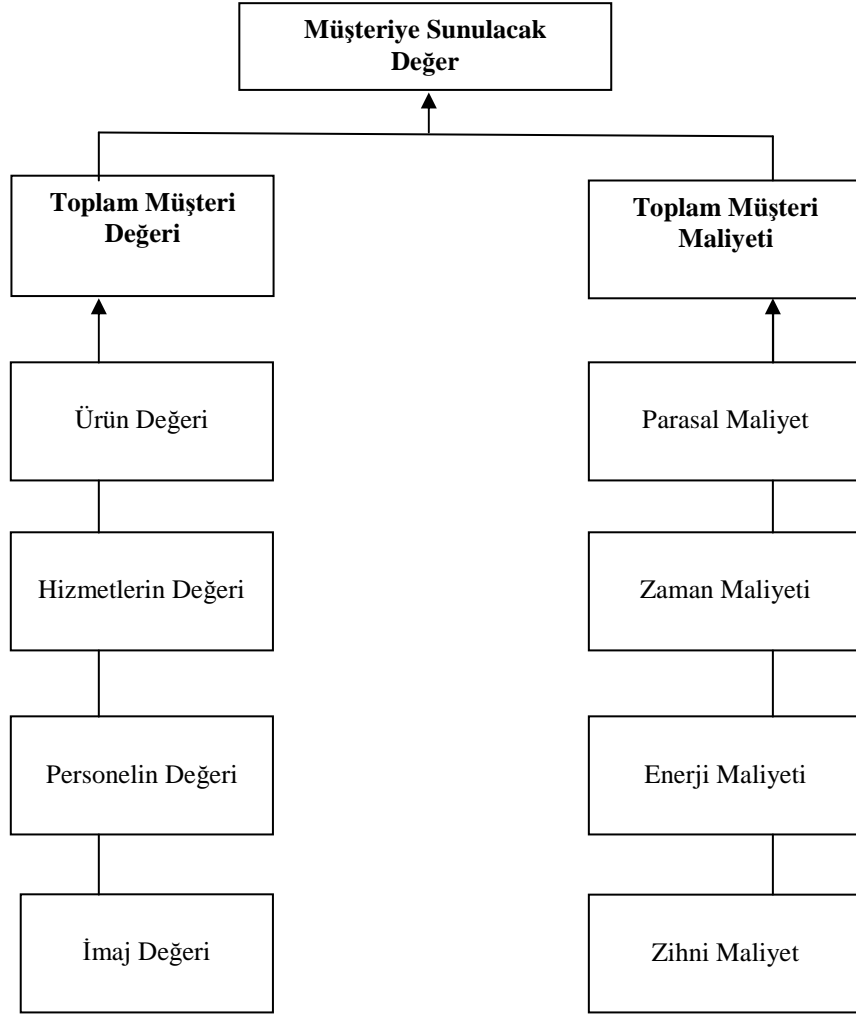 Müşteriye Sunulacak
Değer
Toplam Müşteri
Değeri
Toplam Müşteri
Maliyeti
Ürün Değeri
Parasal Maliyet
Hizmetlerin Değeri
Zaman Maliyeti
Personelin Değeri
Enerji Maliyeti
İmaj Değeri
Zihni Maliyet